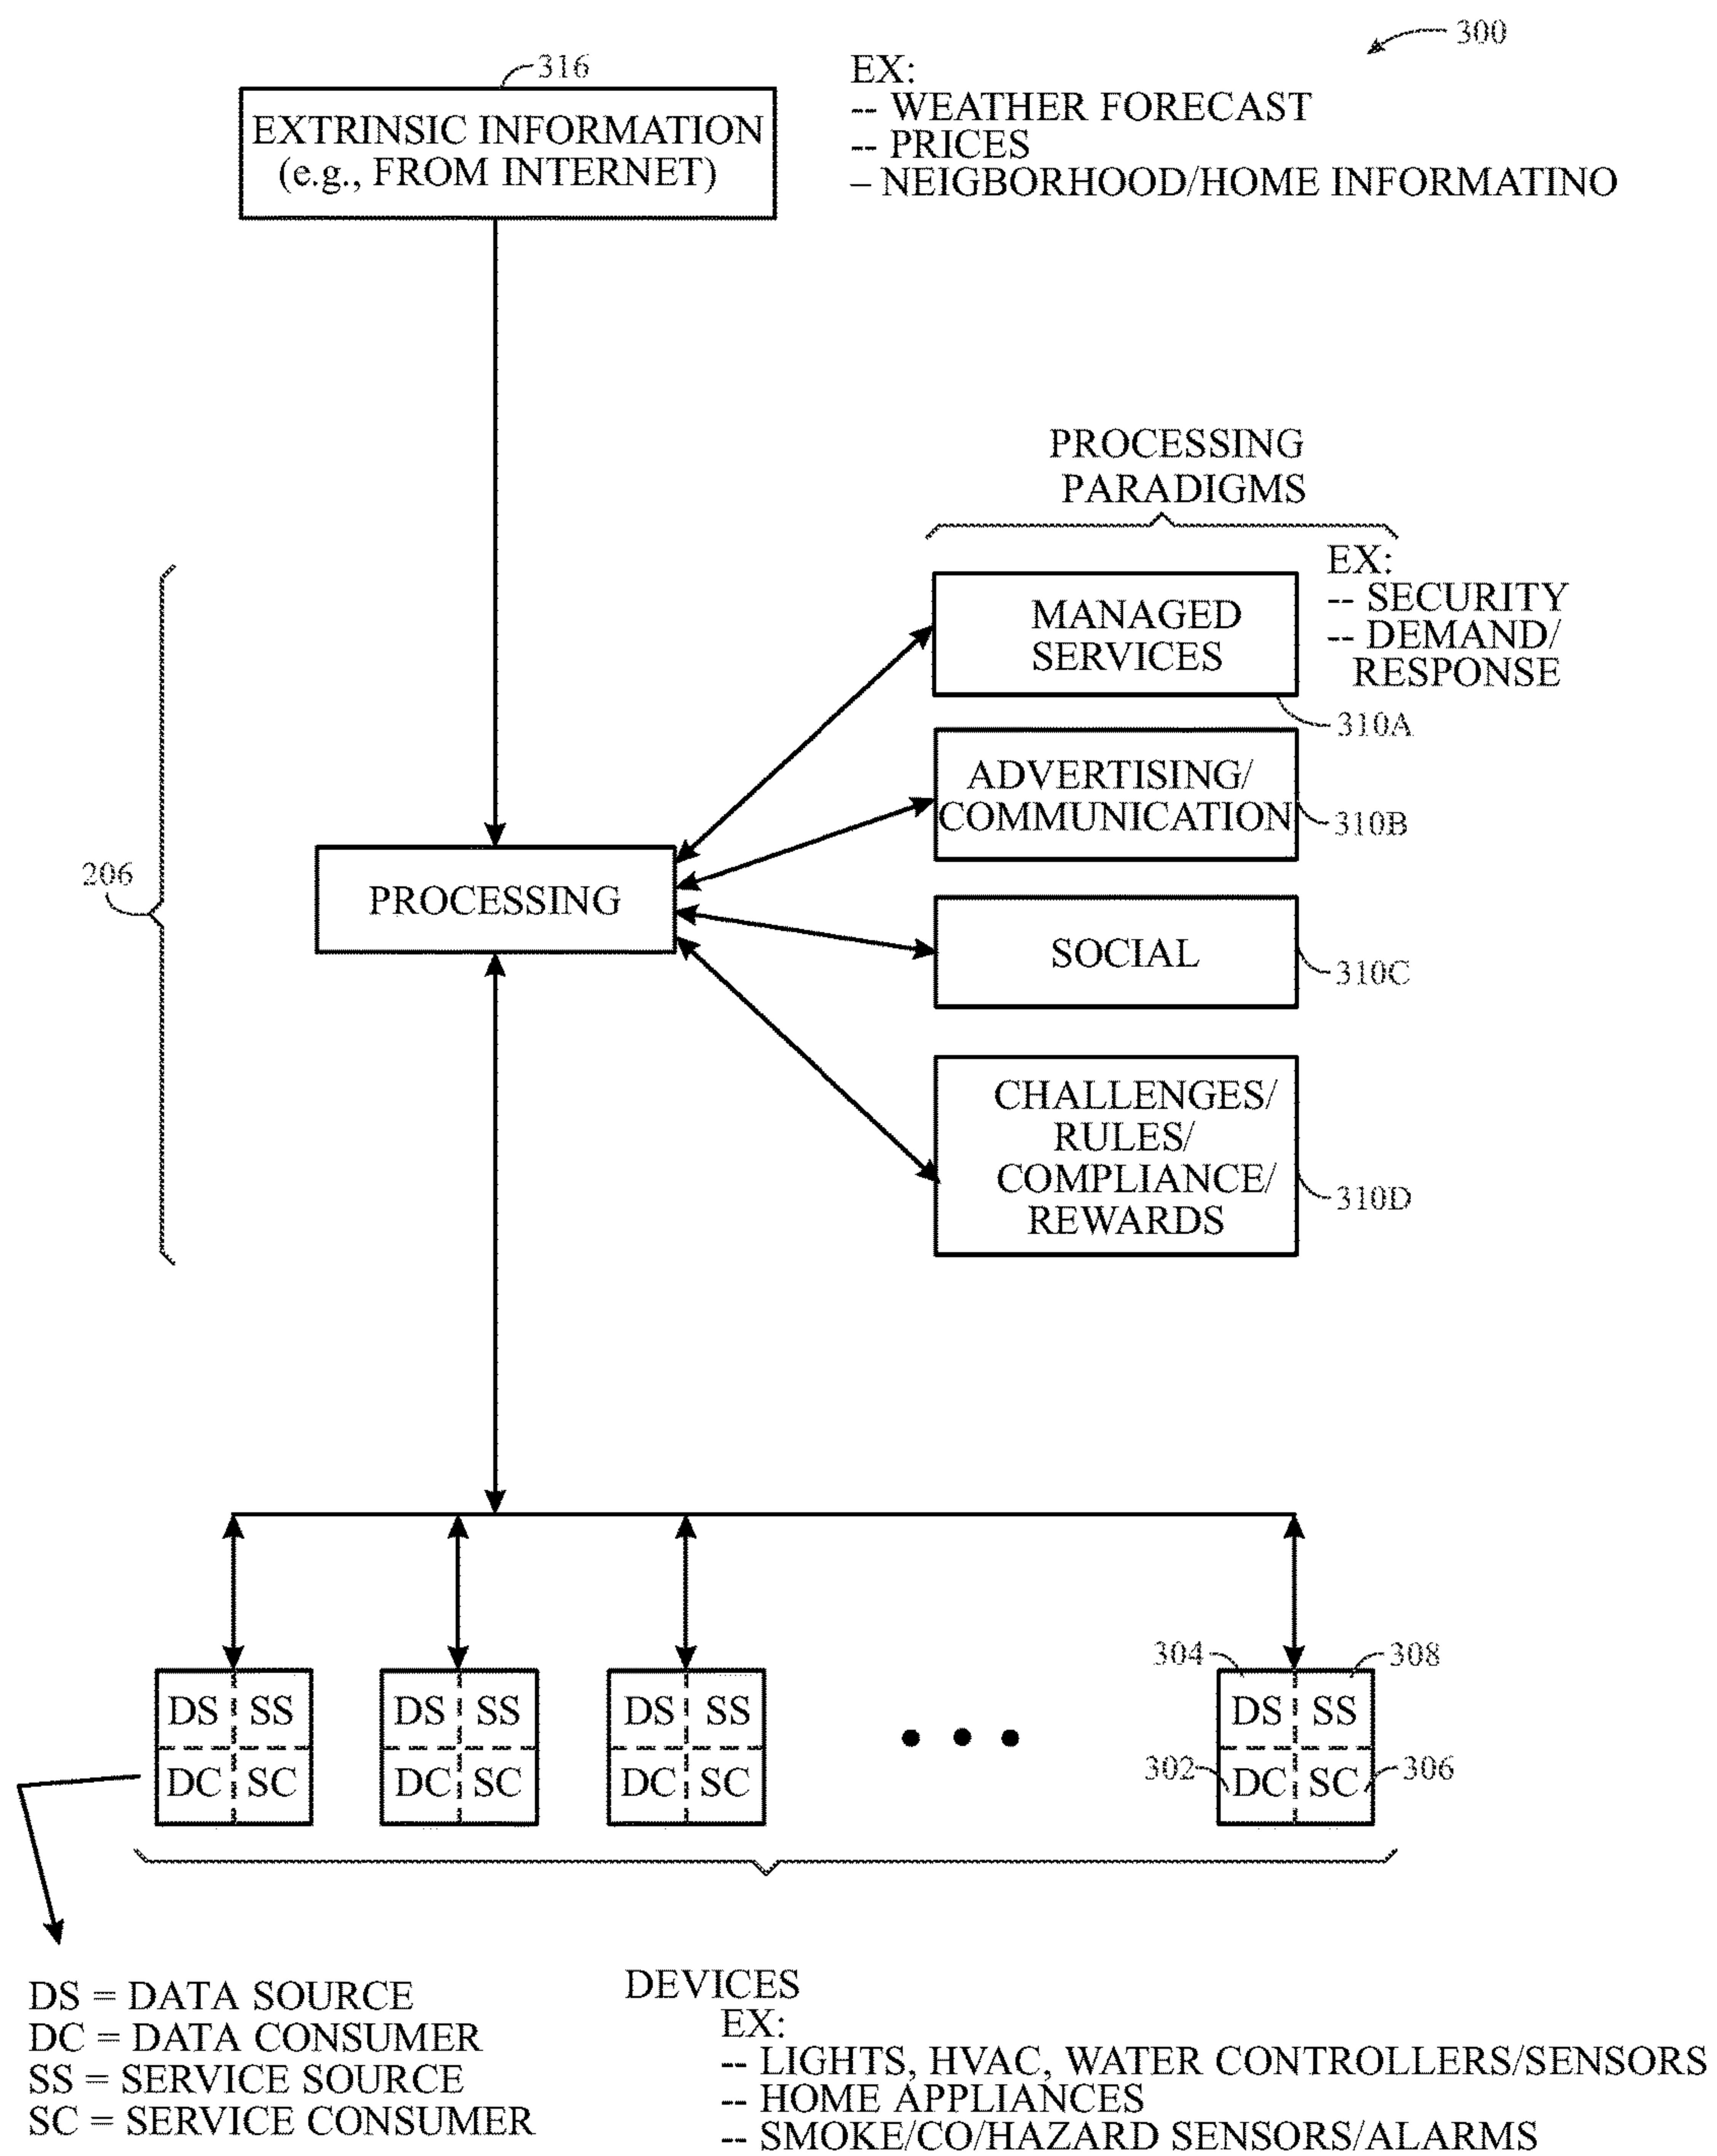 300
316
EXTRINSIC INFORMATION
(e.g., FROM INTERNET)
EX:
-- WEATHER FORECAST
-- PRICES
– NEIGBORHOOD/HOME INFORMATINO
PROCESSING
PARADIGMS
MANAGED
SERVICES
EX:
-- SECURITY
-- DEMAND/
RESPONSE
310A
ADVERTISING/
COMMUNICATION
310B
206
PROCESSING
SOCIAL
310C
CHALLENGES/
RULES/
COMPLIANCE/
REWARDS
310D
304
308
DS SS
DC SC
DS SS
DC SC
DS SS
DC SC
• • •
DS SS
DC SC
302
306
DS = DATA SOURCE
DC = DATA CONSUMER
SS = SERVICE SOURCE
SC = SERVICE CONSUMER
DEVICES
EX:
-- LIGHTS, HVAC, WATER CONTROLLERS/SENSORS
-- HOME APPLIANCES
-- SMOKE/CO/HAZARD SENSORS/ALARMS